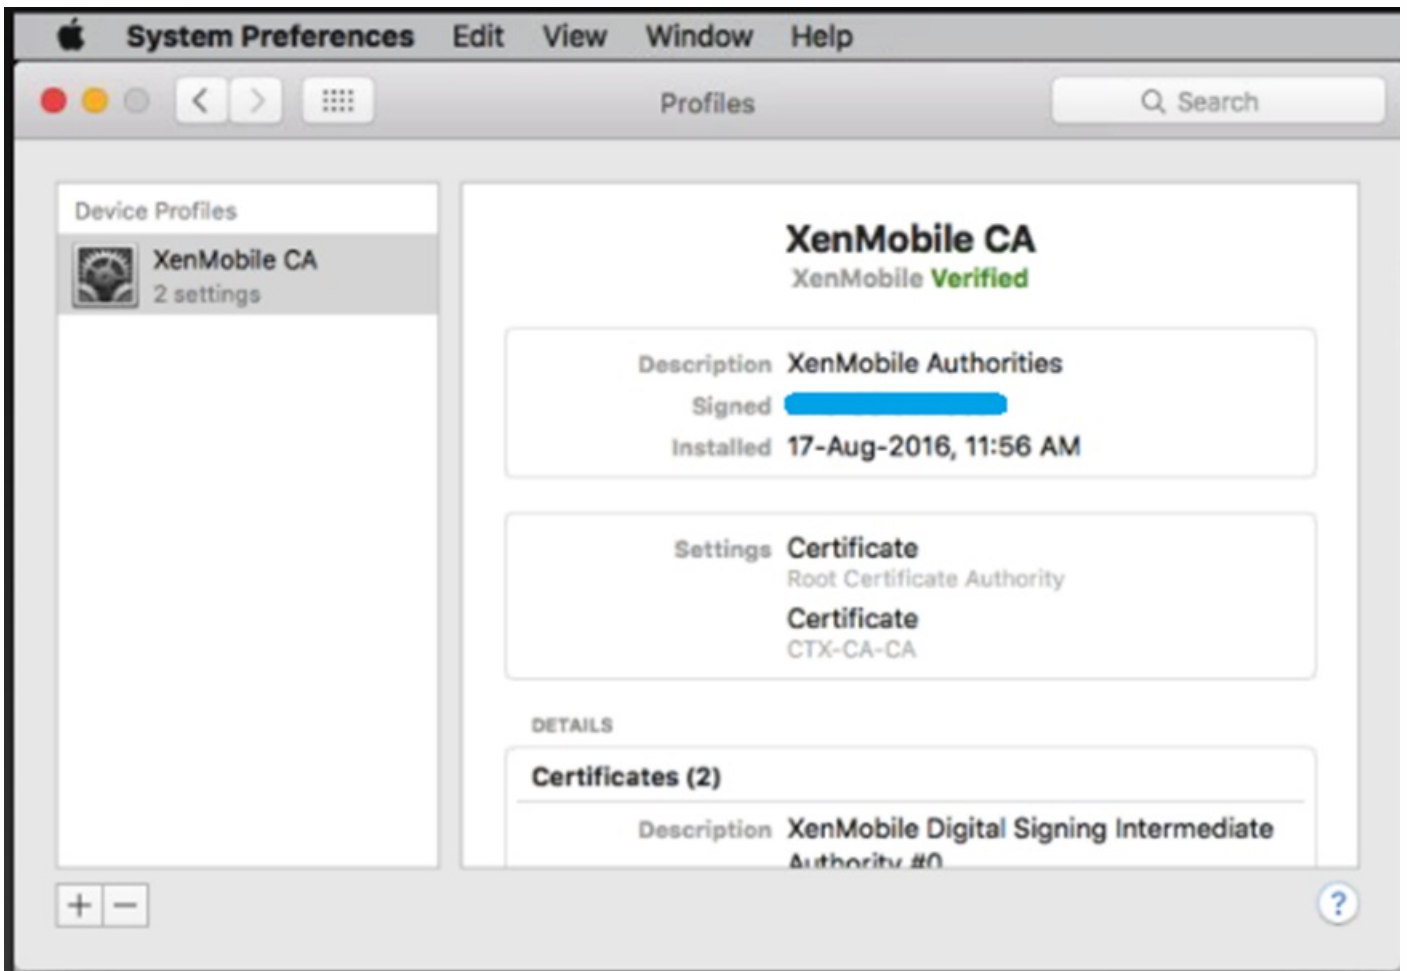 System Preferences Edit View Window Help
Profiles
Search
Device Profiles
XenMobile CA
2 settings
XenMobile CA
XenMobile Verified
Description XenMobile Authorities
Signed
Installed 17-Aug-2016, 11:56 AM
Settings Certificate
Root Certificate Authority
Certificate
CTX-CA-CA
DETAILS
Certificates (2)
Description XenMobile Digital Signing Intermediate
Authority #0
+ −
?